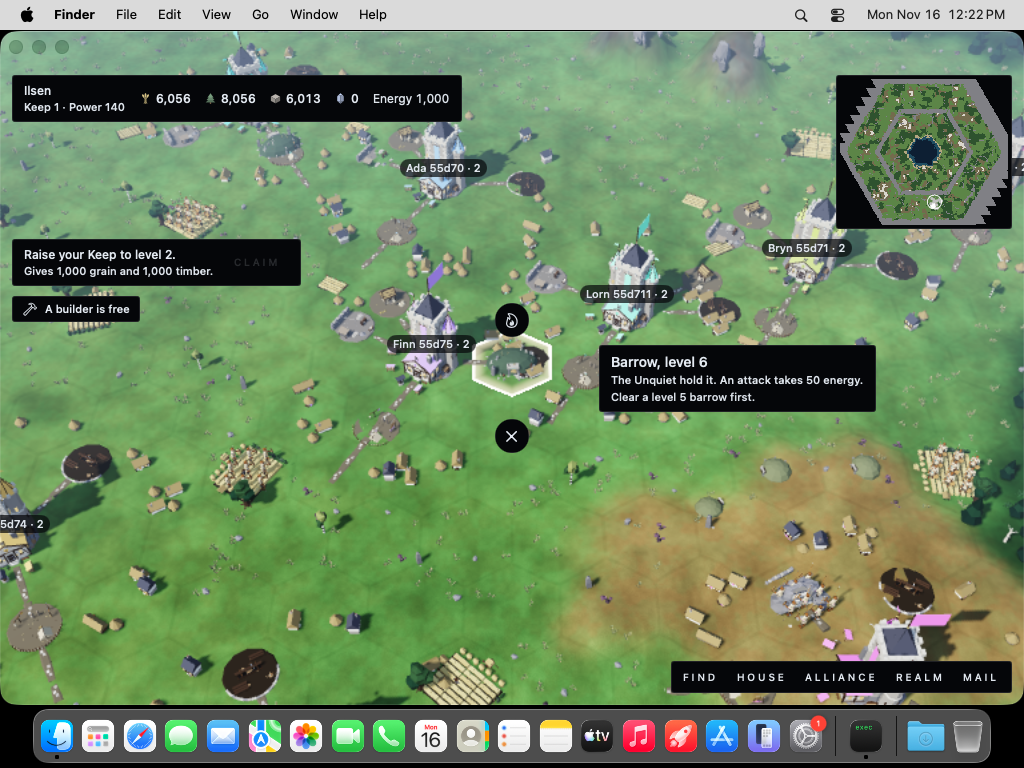 Finder File Edit View Go Window Help Mon Nov 16 12:22 PM
Ilsen
Keep 1 · Power 140
6,056 8,056 6,013 0 Energy 1,000
Ada 55d70 · 2
Bryn 55d71 · 2
Raise your Keep to level 2.
Gives 1,000 grain and 1,000 timber.
CLAIM
Lorn 55d711 · 2
A builder is free
Finn 55d75 · 2
Barrow, level 6
The Unquiet hold it. An attack takes 50 energy.
Clear a level 5 barrow first.
5d74 · 2
FIND HOUSE ALLIANCE REALM MAIL
Mon
16
tv
1
exec